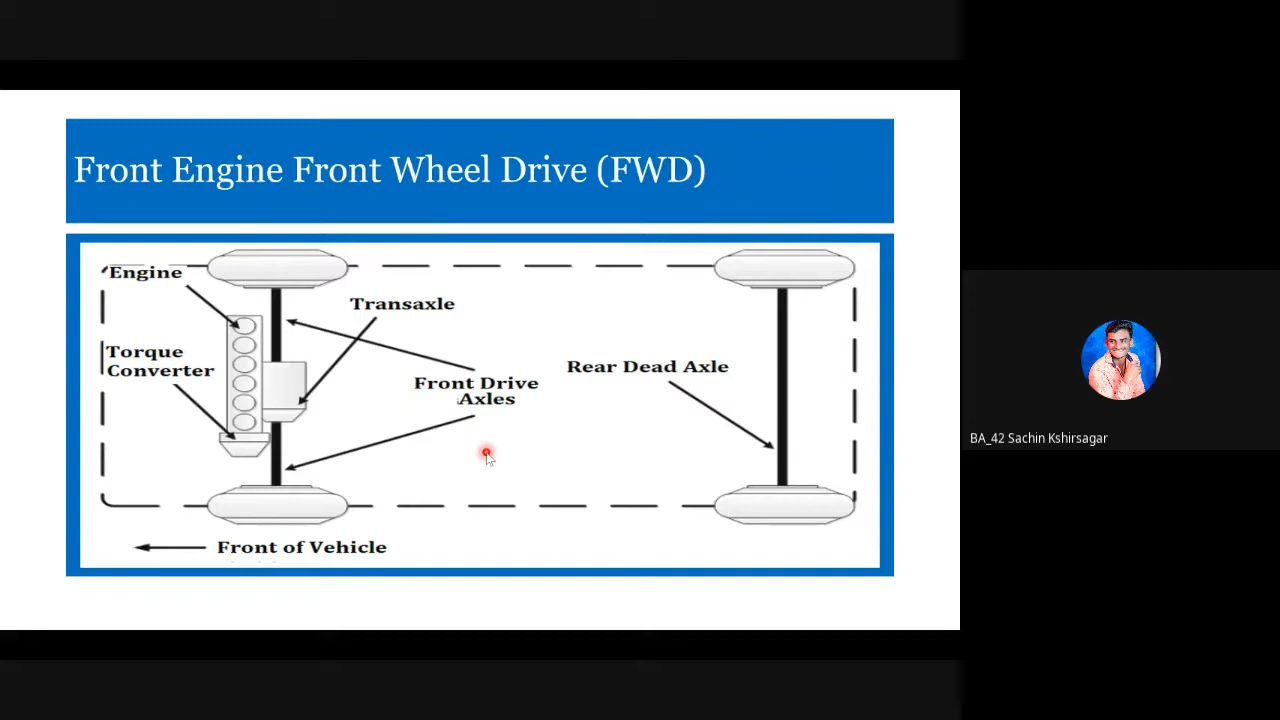 Front Engine Front Wheel Drive (FWD)
Engine
Transaxle
Torque
Converter
Front Drive
Axles
Rear Dead Axle
Front of Vehicle
BA_42 Sachin Kshirsagar